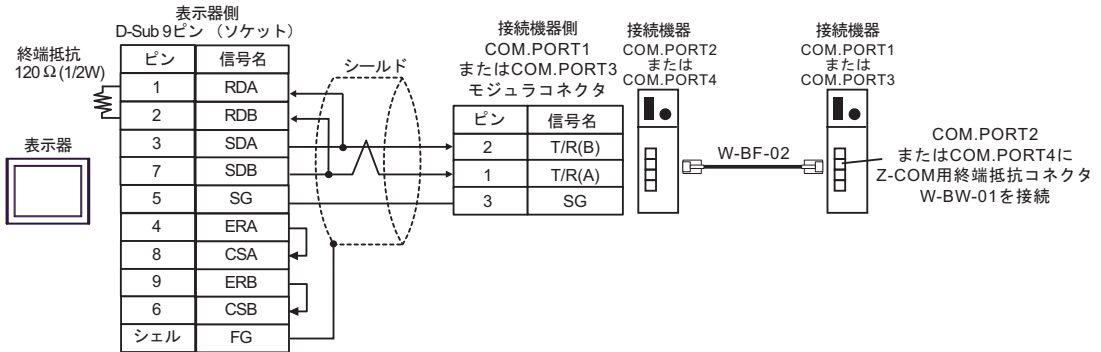 表示器側
D-Sub 9ピン （ソケット）
終端抵抗
120Ω(1/2W)
ピン 信号名
1 RDA
2 RDB
3 SDA
7 SDB
5 SG
4 ERA
8 CSA
9 ERB
6 CSB
シェル FG
表示器
シールド
接続機器側
COM.PORT1
またはCOM.PORT3
モジュラコネクタ
ピン 信号名
2 T/R(B)
1 T/R(A)
3 SG
接続機器
COM.PORT2
または
COM.PORT4
W-BF-02
接続機器
COM.PORT1
または
COM.PORT3
COM.PORT2
またはCOM.PORT4に
Z-COM用終端抵抗コネクタ
W-BW-01を接続